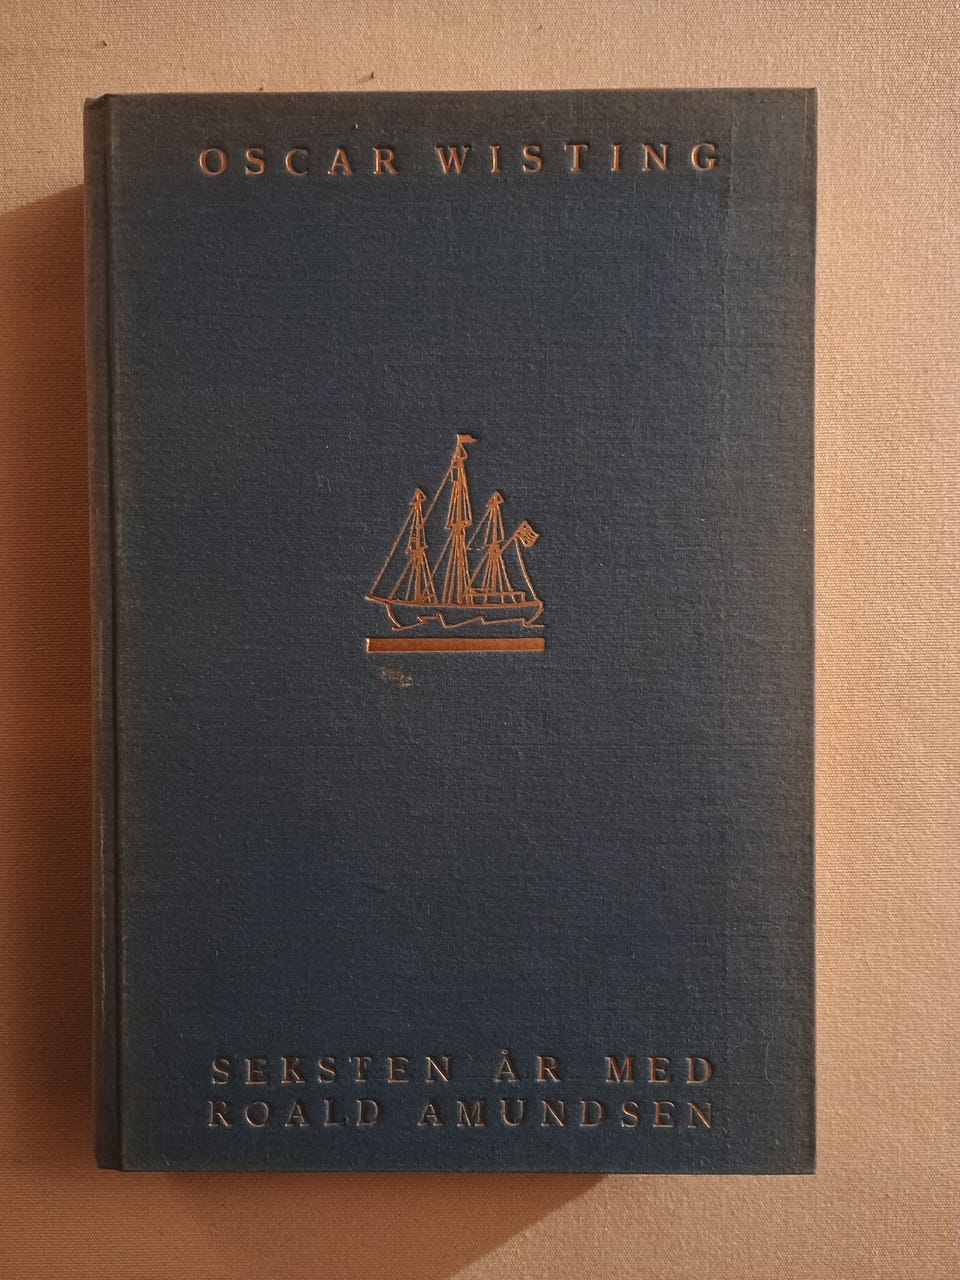 OSCAR WISTING
SEKSTEN ÅR MED
ROALD AMUNDSEN